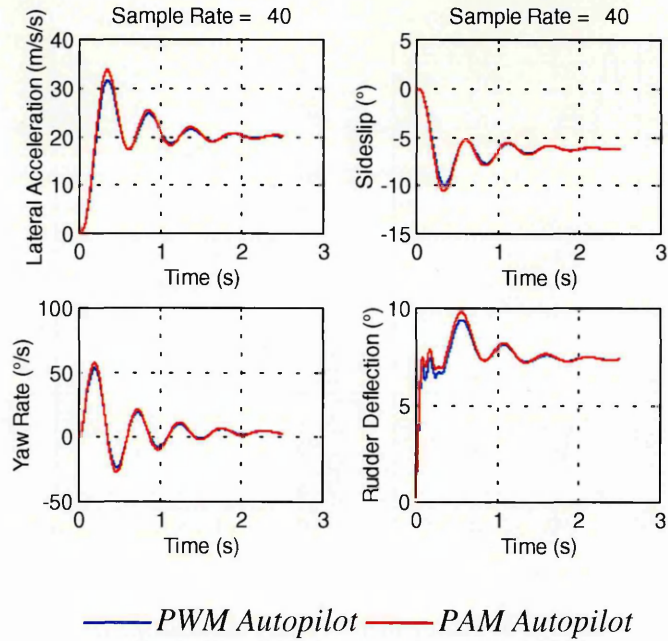 Sample Rate = 40
Lateral Acceleration (m/s/s)
40
30
20
10
0
0 1 2 3
Time (s)
Sample Rate = 40
Sideslip (°)
5
0
-5
-10
-15
0 1 2 3
Time (s)
Yaw Rate (°/s)
100
50
0
-50
0 1 2 3
Time (s)
Rudder Deflection (°)
10
5
0
0 1 2 3
Time (s)
PWM Autopilot PAM Autopilot